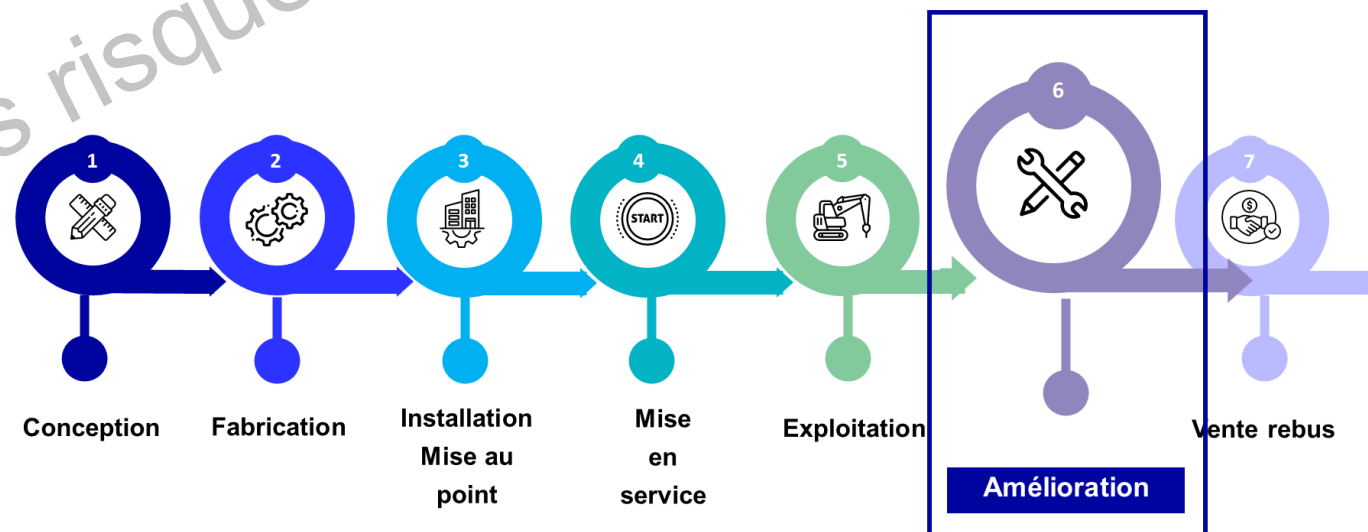 s risque
1
2
3
4
5
6
7
START
$
Conception
Fabrication
Installation
Mise au
point
Mise
en
service
Exploitation
Amélioration
Vente rebus